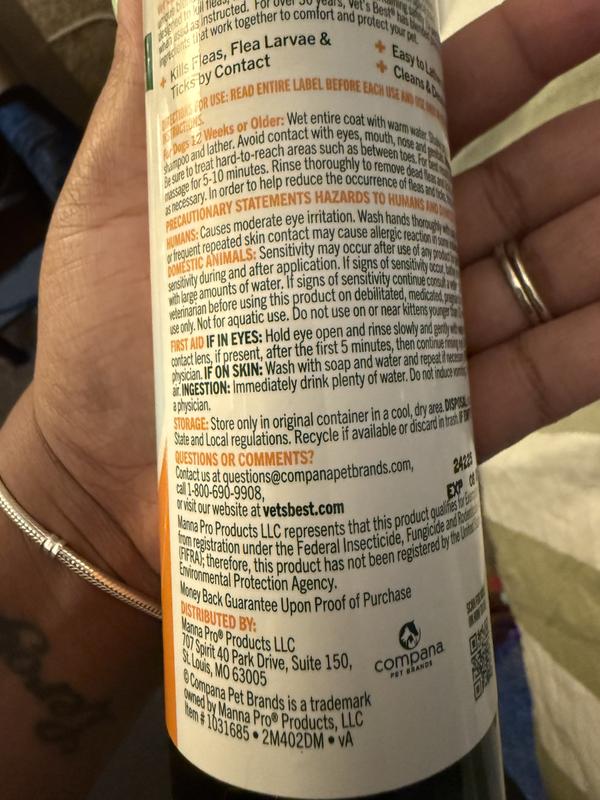 as instructed. For over 30 years, Vet's Best® has
that work together to comfort and protect your pet.
+ Kills Fleas, Flea Larvae &
Ticks by Contact
+ Easy to
+ Cleans &
FOR USE: READ ENTIRE LABEL BEFORE EACH USE AND USE
For Dogs 12 Weeks or Older: Wet entire coat with warm water.
shampoo and lather. Avoid contact with eyes, mouth, nose and
Be sure to treat hard-to-reach areas such as between toes. For
massage for 5-10 minutes. Rinse thoroughly to remove dead fleas and
as necessary. In order to help reduce the occurrence of fleas and
PRECAUTIONARY STATEMENTS HAZARDS TO HUMANS AND
HUMANS: Causes moderate eye irritation. Wash hands thoroughly
or frequent repeated skin contact may cause allergic reaction in some
DOMESTIC ANIMALS: Sensitivity may occur after use of any product
sensitivity during and after application. If signs of sensitivity occur,
with large amounts of water. If signs of sensitivity continue consult a
veterinarian before using this product on debilitated, medicated,
use only. Not for aquatic use. Do not use on or near kittens younger
FIRST AID IF IN EYES: Hold eye open and rinse slowly and gently with
contact lens, if present, after the first 5 minutes, then continue rinsing
physician. IF ON SKIN: Wash with soap and water and repeat if necessary
air. INGESTION: Immediately drink plenty of water. Do not induce
a physician.
STORAGE: Store only in original container in a cool, dry area. DISPOSAL
State and Local regulations. Recycle if available or discard in trash. IF
QUESTIONS OR COMMENTS?
Contact us at questions@companapetbrands.com,
call 1-800-690-9908,
or visit our website at vetsbest.com
24225
EXP 08
Manna Pro Products LLC represents that this product qualifies for
from registration under the Federal Insecticide, Fungicide and
(FIFRA); therefore, this product has not been registered by the United
Environmental Protection Agency.
Money Back Guarantee Upon Proof of Purchase
DISTRIBUTED BY:
Manna Pro® Products LLC
707 Spirit 40 Park Drive, Suite 150,
St. Louis, MO 63005
compana
PET BRANDS
© Compana Pet Brands is a trademark
owned by Manna Pro® Products, LLC
Item # 1031685 • 2M402DM • vA